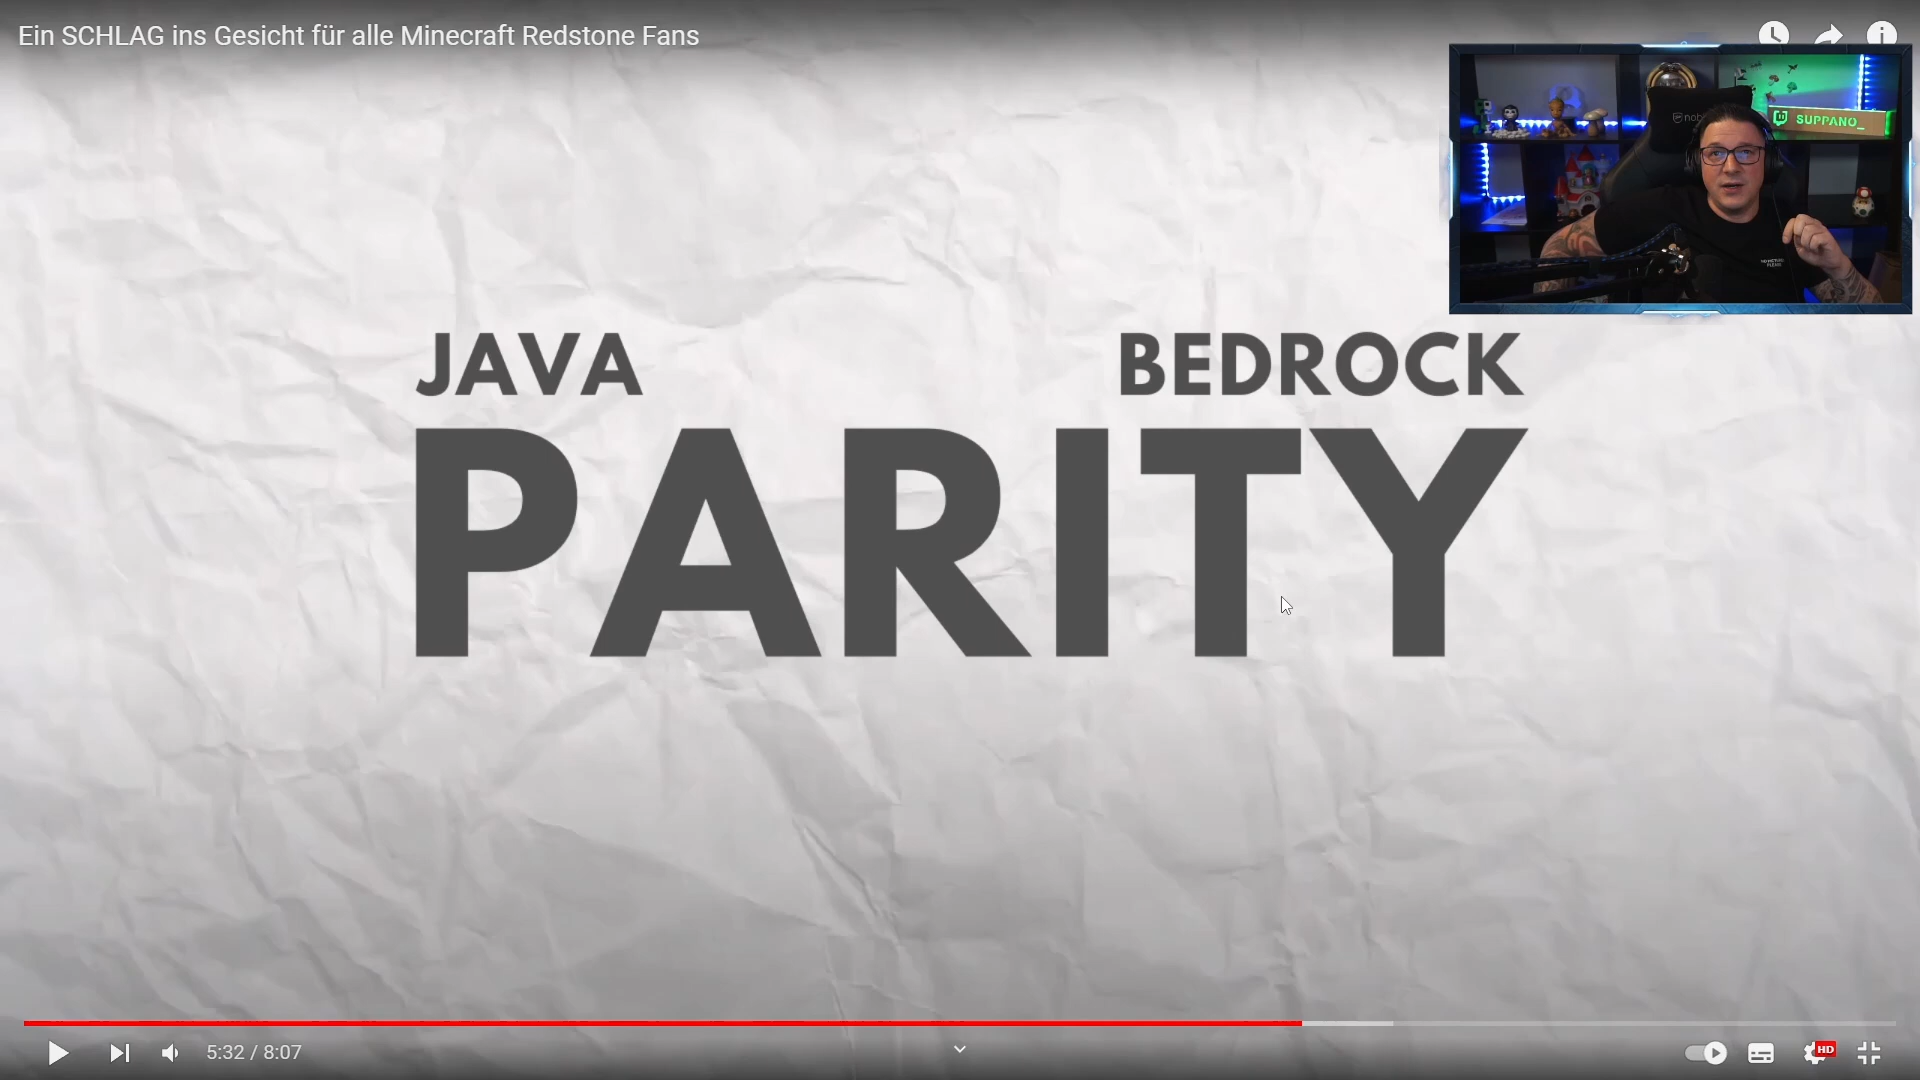 Ein SCHLAG ins Gesicht für alle Minecraft Redstone Fans
SUPPANO_
JAVA BEDROCK
PARITY
5:32 / 8:07
HD